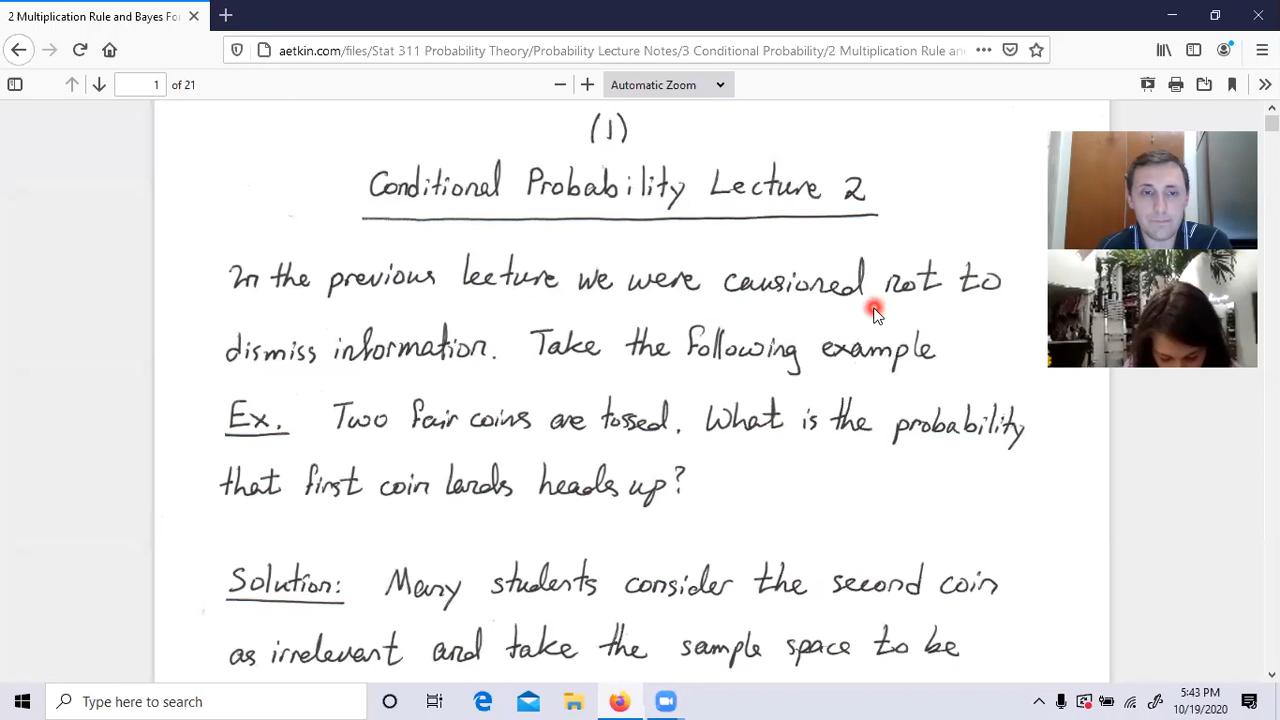 2 Multiplication Rule and Bayes Fo
aetkin.com/files/Stat 311 Probability Theory/Probability Lecture Notes/3 Conditional Probability/2 Multiplication Rule and
1 of 21
Automatic Zoom
(1)
Conditional Probability Lecture 2
In the previous lecture we were causioned not to
dismiss information. Take the following example
Ex. Two fair coins are tossed. What is the probability
that first coin lands heads up?
Solution: Many students consider the second coin
as irrelevant and take the sample space to be
Type here to search
5:43 PM
10/19/2020